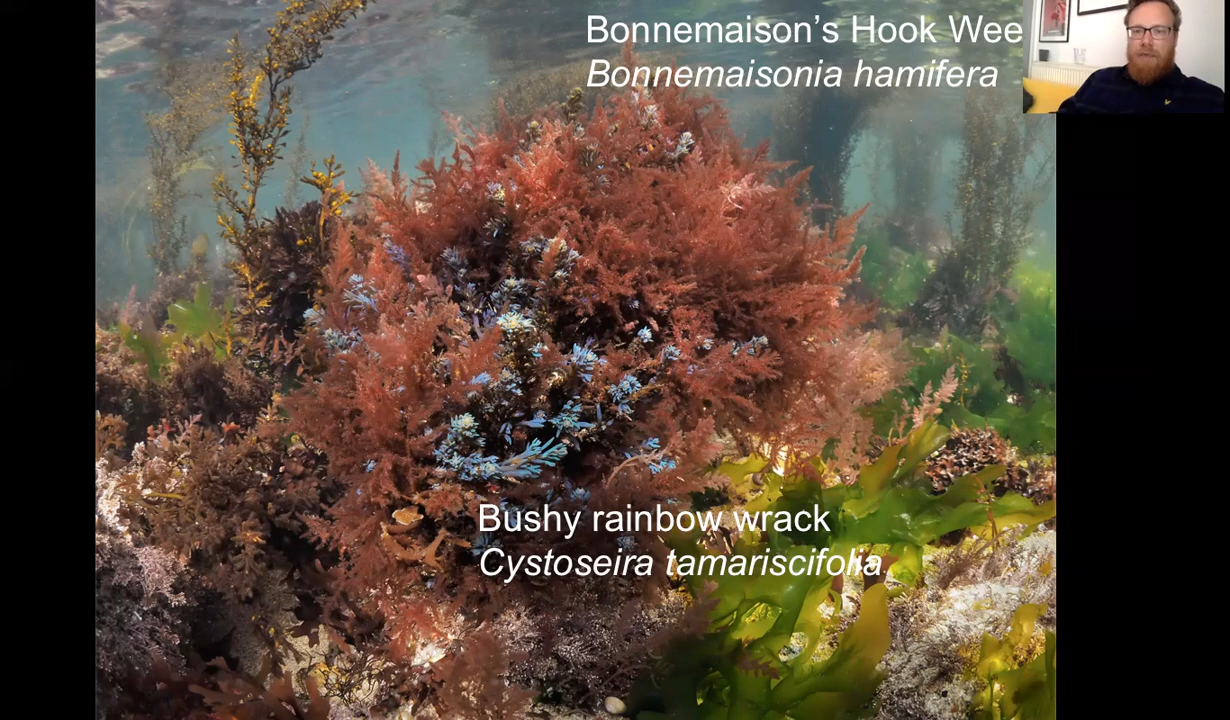 Bonnemaison’s Hook Wee
Bonnemaisonia hamifera
Bushy rainbow wrack
Cystoseira tamariscifolia